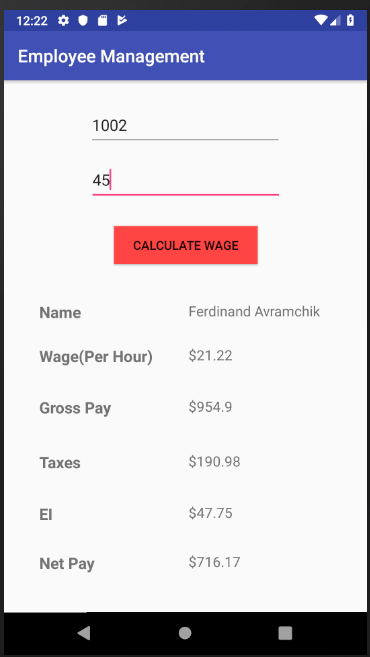 12:22
Employee Management
1002
45
CALCULATE WAGE
Name Ferdinand Avramchik
Wage(Per Hour) $21.22
Gross Pay $954.9
Taxes $190.98
EI $47.75
Net Pay $716.17